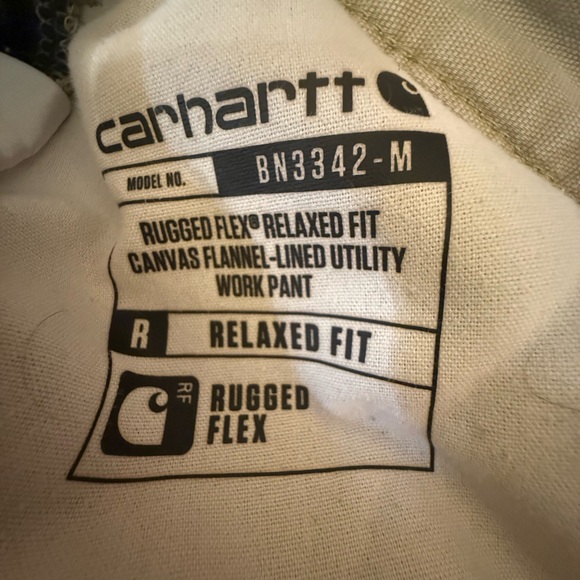 carhartt
MODEL NO. BN3342-M
RUGGED FLEX® RELAXED FIT
CANVAS FLANNEL-LINED UTILITY
WORK PANT
R RELAXED FIT
RF RUGGED
FLEX